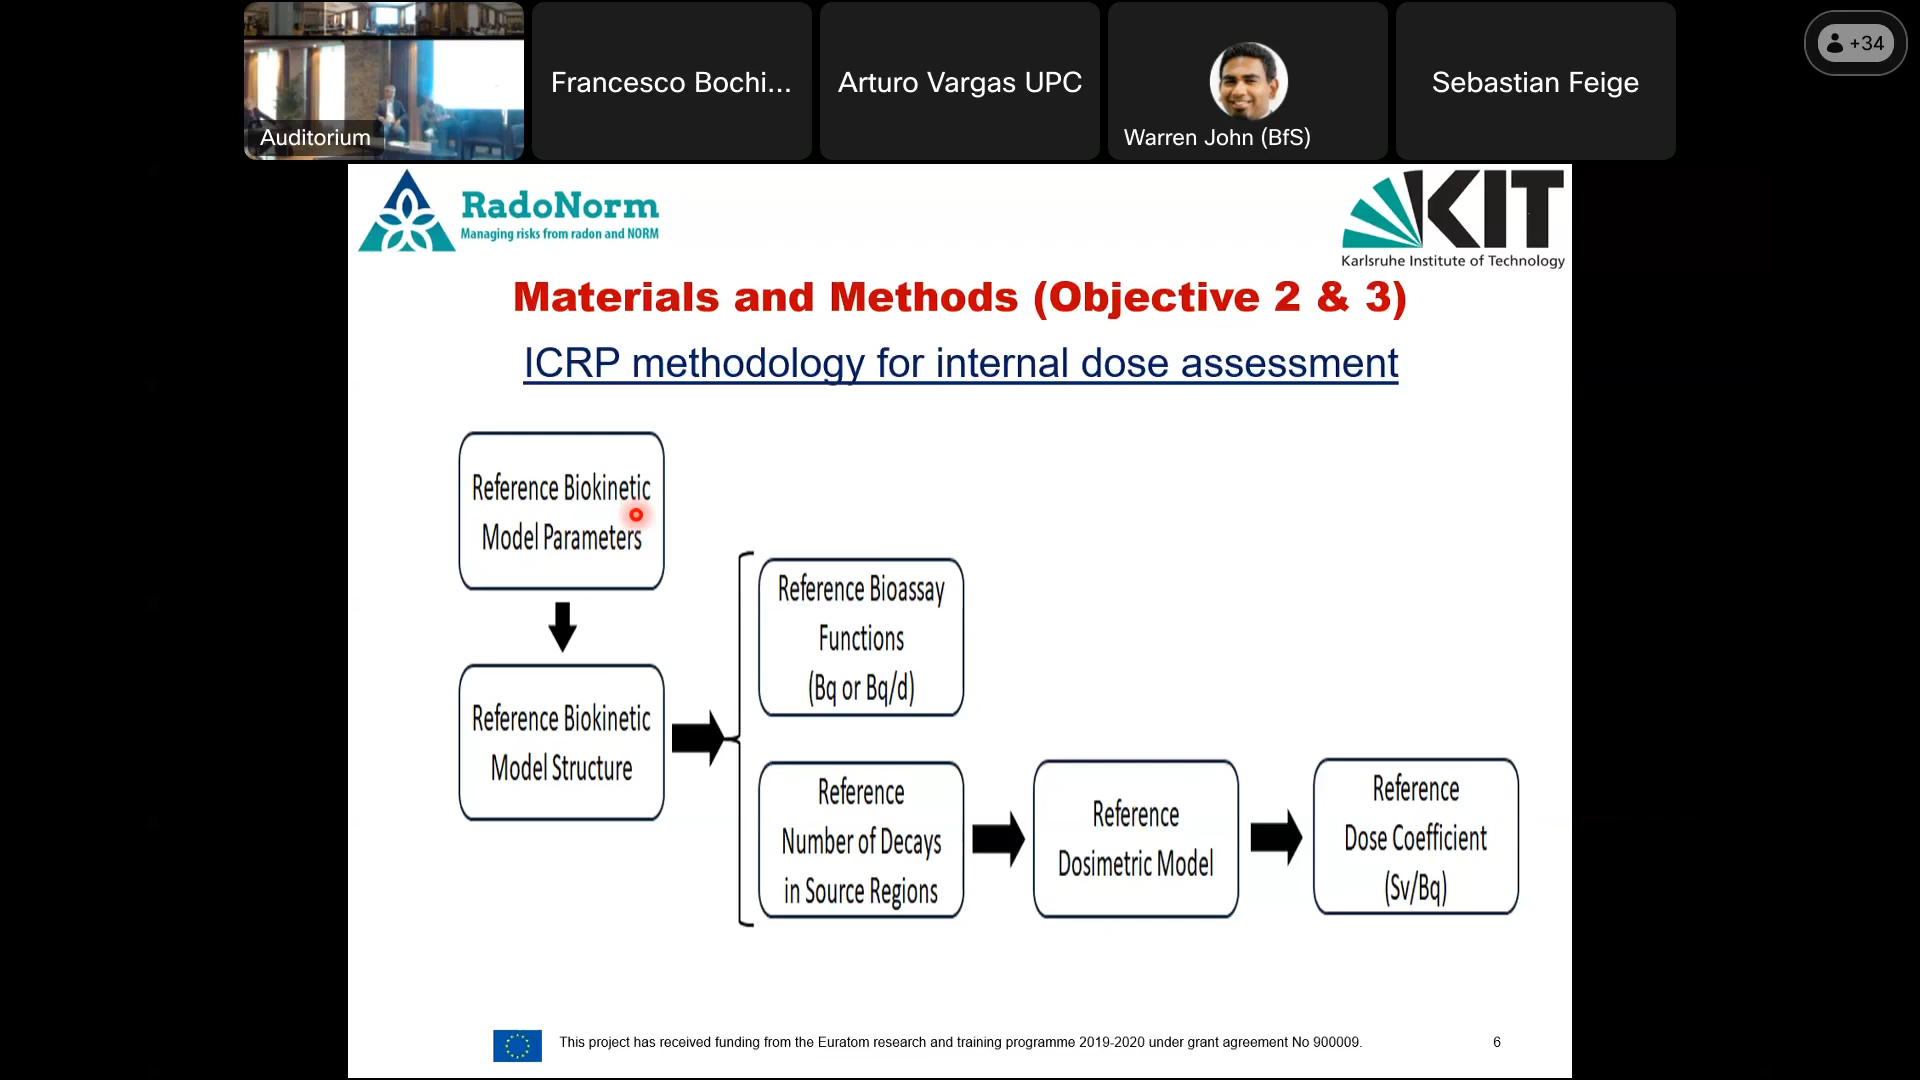 Auditorium
Francesco Bochi...
Arturo Vargas UPC
Warren John (BfS)
Sebastian Feige
+34
RadoNorm
Managing risks from radon and NORM
KIT
Karlsruhe Institute of Technology
Materials and Methods (Objective 2 & 3)
ICRP methodology for internal dose assessment
Reference Biokinetic
Model Parameters
Reference Biokinetic
Model Structure
Reference Bioassay
Functions
(Bq or Bq/d)
Reference
Number of Decays
in Source Regions
Reference
Dosimetric Model
Reference
Dose Coefficient
(Sv/Bq)
This project has received funding from the Euratom research and training programme 2019-2020 under grant agreement No 900009.
6